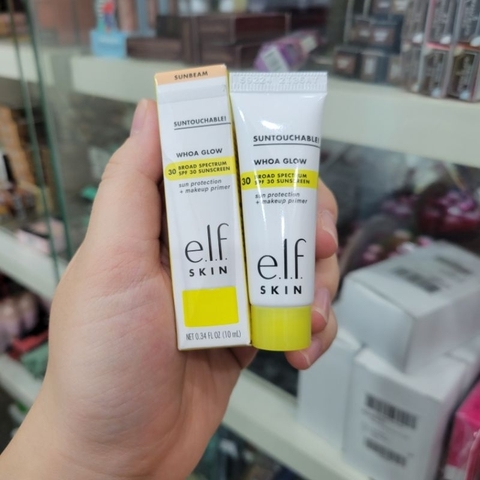 SUNBEAM
SUNTOUCHABLE!
WHOA GLOW
30 BROAD SPECTRUM
SPF 30 SUNSCREEN
sun protection
+ makeup primer
e.l.f.
SKIN
NET 0.34 FL OZ (10 mL)
SUNTOUCHABLE!
WHOA GLOW
30 BROAD SPECTRUM
SPF 30 SUNSCREEN
sun protection
+ makeup primer
e.l.f.
SKIN